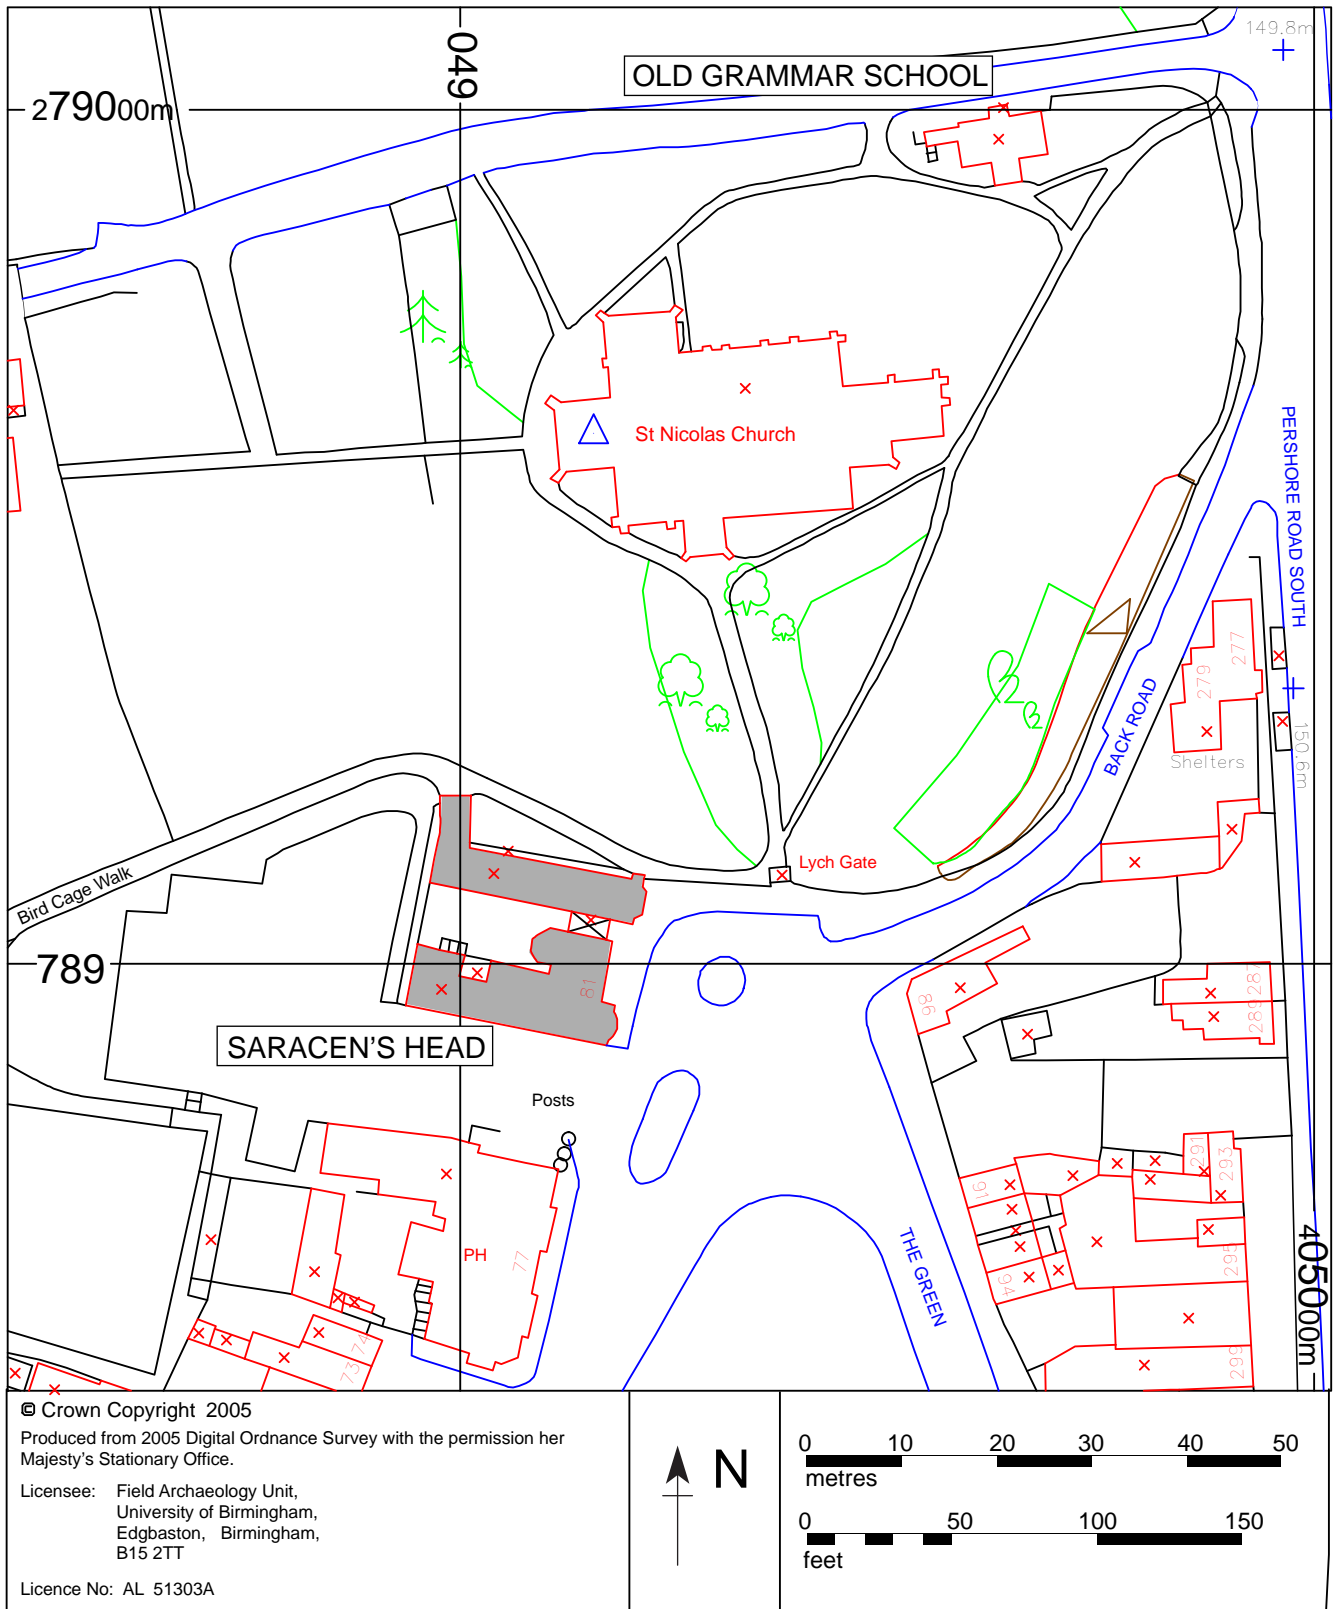 149.8m
049
OLD GRAMMAR SCHOOL
27900m
St Nicolas Church
PERSHORE ROAD SOUTH
277
279
BACK ROAD
150.6m
Shelters
Lych Gate
Bird Cage Walk
789
81
86
287
289
SARACEN'S HEAD
Posts
291
293
91
PH
77
THE GREEN
295
94
405000m
73
74
299
© Crown Copyright 2005
Produced from 2005 Digital Ordnance Survey with the permission her
Majesty's Stationary Office.
Licensee: Field Archaeology Unit,
University of Birmingham,
Edgbaston, Birmingham,
B15 2TT
Licence No: AL 51303A
N
0 10 20 30 40 50
metres
0 50 100 150
feet